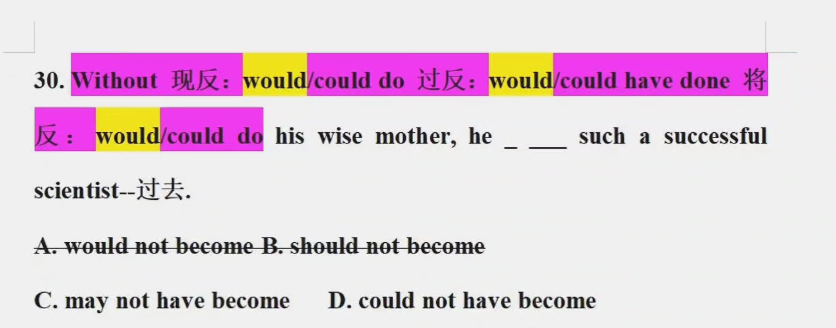 30. Without 现反：would/could do 过反：would/could have done 将
反：would/could do his wise mother, he _ ___ such a successful
scientist--过去.
A. would not become B. should not become
C. may not have become D. could not have become